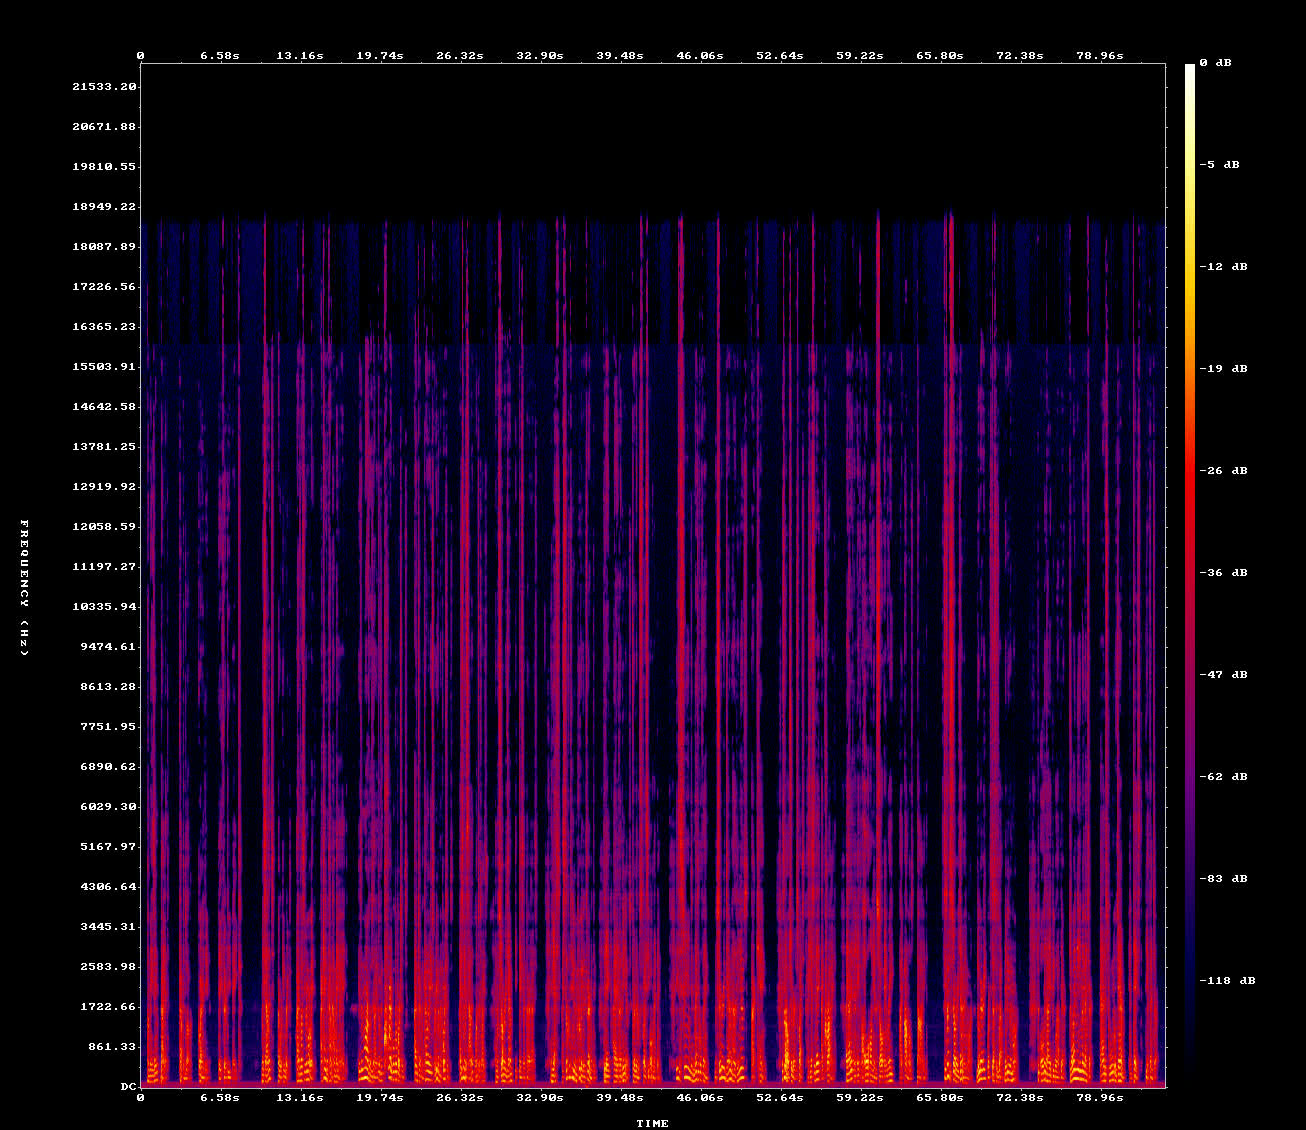 0 6.58s 13.16s 19.74s 26.32s 32.90s 39.48s 46.06s 52.64s 59.22s 65.80s 72.38s 78.96s
0 dB
21533.20
20671.88
-5 dB
19810.55
18949.22
18087.89
-12 dB
17226.56
16365.23
15503.91
-19 dB
14642.58
13781.25
-26 dB
12919.92
12058.59
11197.27
-36 dB
10335.94
9474.61
-47 dB
8613.28
7751.95
6890.62
-62 dB
6029.30
5167.97
-83 dB
4306.64
3445.31
2583.98
-118 dB
1722.66
861.33
DC
FREQUENCY (Hz)
0 6.58s 13.16s 19.74s 26.32s 32.90s 39.48s 46.06s 52.64s 59.22s 65.80s 72.38s 78.96s
TIME